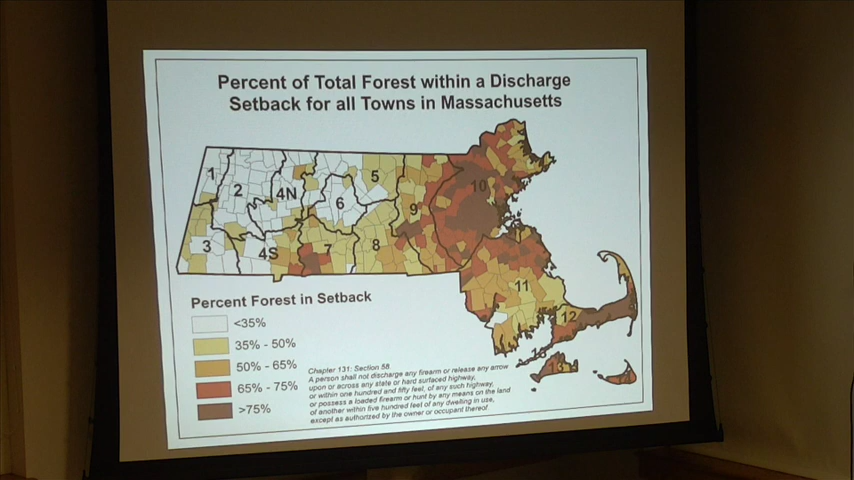 Percent of Total Forest within a Discharge
Setback for all Towns in Massachusetts
1
2
3
4N
4S
5
6
7
8
9
10
11
12
13
Percent Forest in Setback
<35%
35% - 50%
50% - 65%
65% - 75%
>75%
Chapter 131: Section 58.
A person shall not discharge any firearm or release any arrow
upon or across any state or hard surfaced highway,
or within one hundred and fifty feet, of any such highway,
or possess a loaded firearm or hunt by any means on the land
of another within five hundred feet of any dwelling in use,
except as authorized by the owner or occupant thereof.